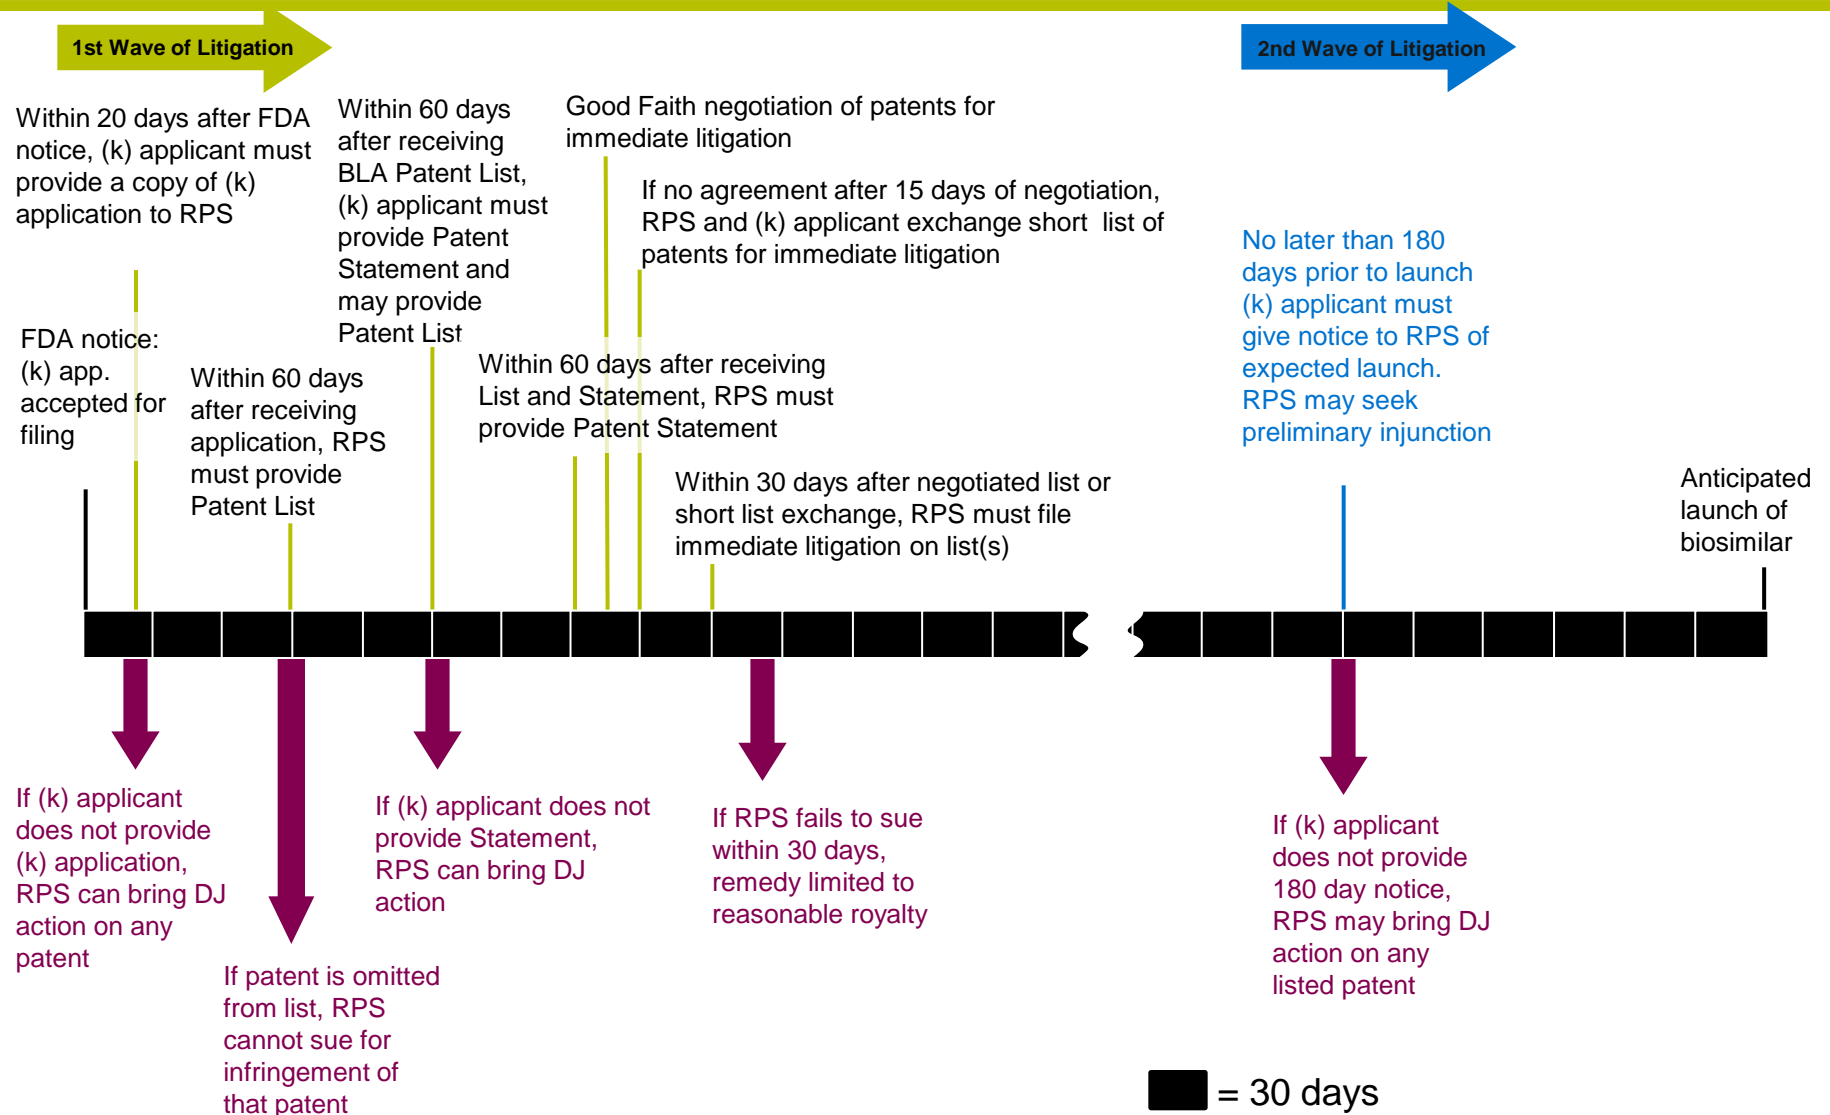 1st Wave of Litigation
2nd Wave of Litigation
Within 20 days after FDA
notice, (k) applicant must
provide a copy of (k)
application to RPS
Within 60 days
after receiving
BLA Patent List,
(k) applicant must
provide Patent
Statement and
may provide
Patent List
Good Faith negotiation of patents for
immediate litigation
If no agreement after 15 days of negotiation,
RPS and (k) applicant exchange short list of
patents for immediate litigation
No later than 180
days prior to launch
(k) applicant must
give notice to RPS of
expected launch.
RPS may seek
preliminary injunction
FDA notice:
(k) app.
accepted for
filing
Within 60 days
after receiving
application, RPS
must provide
Patent List
Within 60 days after receiving
List and Statement, RPS must
provide Patent Statement
Within 30 days after negotiated list or
short list exchange, RPS must file
immediate litigation on list(s)
Anticipated
launch of
biosimilar
If (k) applicant
does not provide
(k) application,
RPS can bring DJ
action on any
patent
If patent is omitted
from list, RPS
cannot sue for
infringement of
that patent
If (k) applicant does not
provide Statement,
RPS can bring DJ
action
If RPS fails to sue
within 30 days,
remedy limited to
reasonable royalty
If (k) applicant
does not provide
180 day notice,
RPS may bring DJ
action on any
listed patent
= 30 days